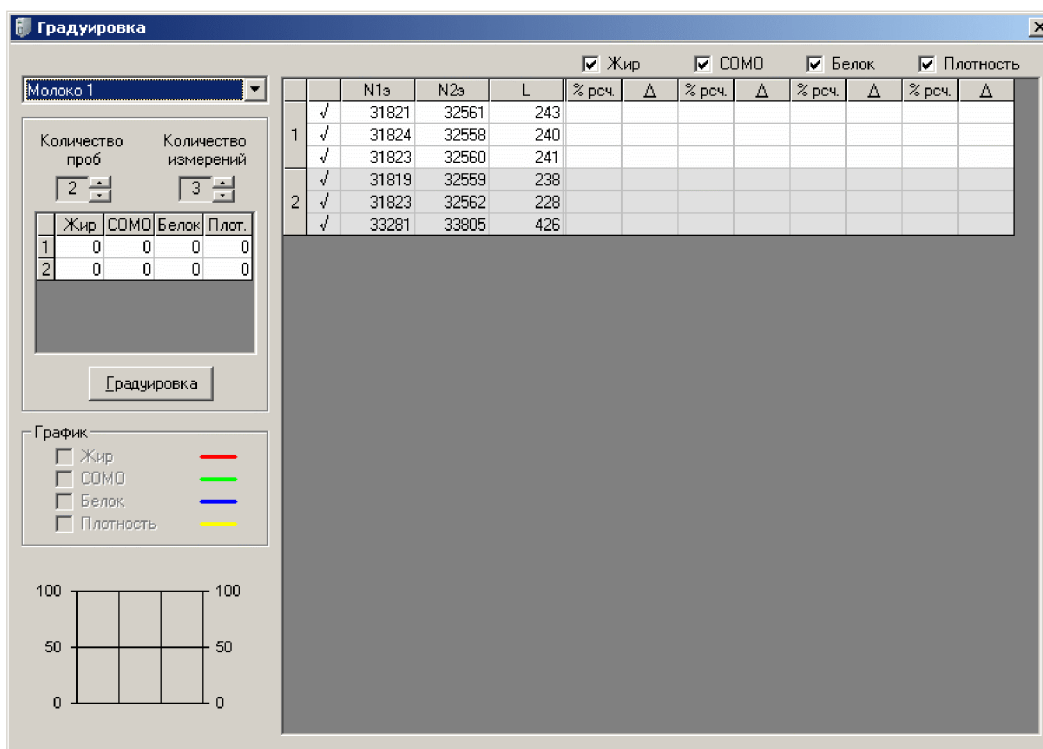 Градуировка
Жир СОМО Белок Плотность
Молоко 1
Количество проб Количество измерений
2 3
Жир СОМО Белок Плот.
1 0 0 0 0
2 0 0 0 0
Градуировка
График
Жир
СОМО
Белок
Плотность
100 100
50 50
0 0
N1э N2э L % рсч. Δ % рсч. Δ % рсч. Δ % рсч. Δ
√ 31821 32561 243
1 √ 31824 32558 240
√ 31823 32560 241
√ 31819 32559 238
2 √ 31823 32562 228
√ 33281 33805 426